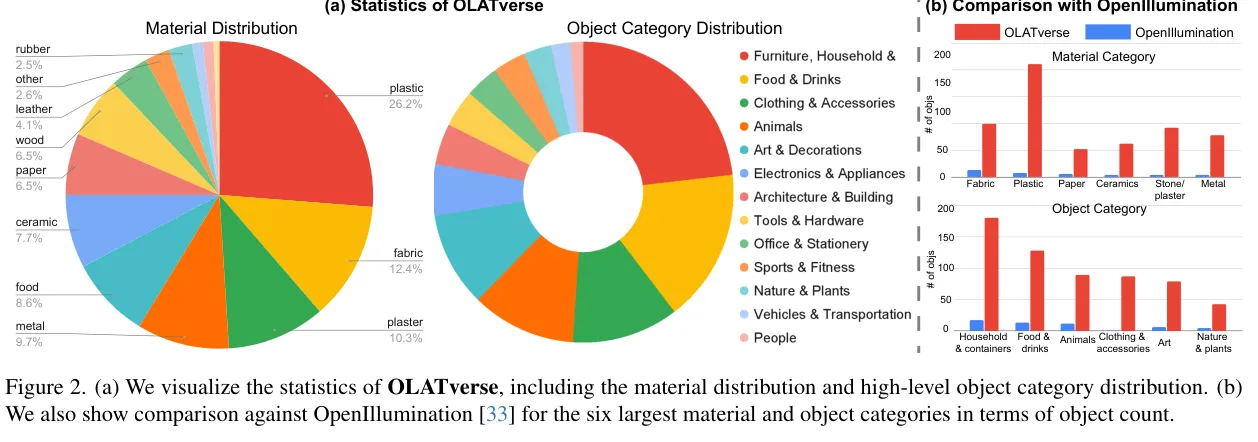 (a) Statistics of OLATverse
Material Distribution
rubber
2.5%
other
2.6%
leather
4.1%
wood
6.5%
paper
6.5%
ceramic
7.7%
food
8.6%
metal
9.7%
plastic
26.2%
fabric
12.4%
plaster
10.3%
Object Category Distribution
Furniture, Household &
Food & Drinks
Clothing & Accessories
Animals
Art & Decorations
Electronics & Appliances
Architecture & Building
Tools & Hardware
Office & Stationery
Sports & Fitness
Nature & Plants
Vehicles & Transportation
People
(b) Comparison with OpenIllumination
OLATverse OpenIllumination
Material Category
# of objs
200
150
100
50
0
Fabric Plastic Paper Ceramics Stone/ plaster Metal
Object Category
# of objs
200
150
100
50
0
Household & containers Food & drinks Animals Clothing & accessories Art Nature & plants
Figure 2. (a) We visualize the statistics of OLATverse, including the material distribution and high-level object category distribution. (b)
We also show comparison against OpenIllumination [33] for the six largest material and object categories in terms of object count.